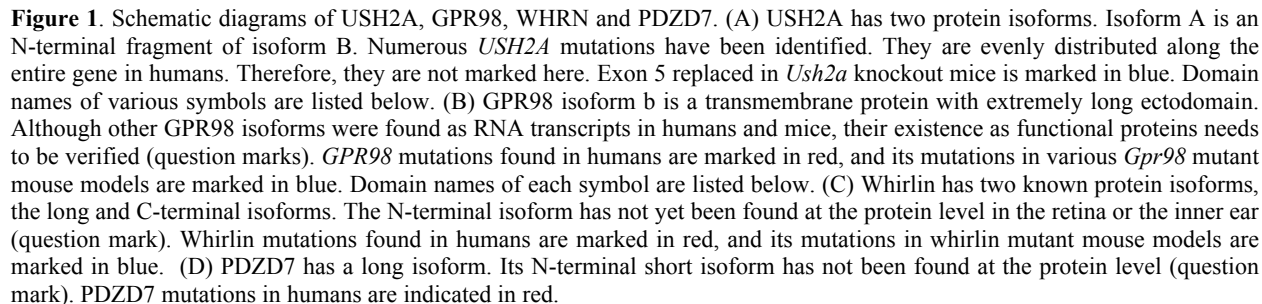 Figure 1. Schematic diagrams of USH2A, GPR98, WHRN and PDZD7. (A) USH2A has two protein isoforms. Isoform A is an
N-terminal fragment of isoform B. Numerous USH2A mutations have been identified. They are evenly distributed along the
entire gene in humans. Therefore, they are not marked here. Exon 5 replaced in Ush2a knockout mice is marked in blue. Domain
names of various symbols are listed below. (B) GPR98 isoform b is a transmembrane protein with extremely long ectodomain.
Although other GPR98 isoforms were found as RNA transcripts in humans and mice, their existence as functional proteins needs
to be verified (question marks). GPR98 mutations found in humans are marked in red, and its mutations in various Gpr98 mutant
mouse models are marked in blue. Domain names of each symbol are listed below. (C) Whirlin has two known protein isoforms,
the long and C-terminal isoforms. The N-terminal isoform has not yet been found at the protein level in the retina or the inner ear
(question mark). Whirlin mutations found in humans are marked in red, and its mutations in whirlin mutant mouse models are
marked in blue. (D) PDZD7 has a long isoform. Its N-terminal short isoform has not been found at the protein level (question
mark). PDZD7 mutations in humans are indicated in red.